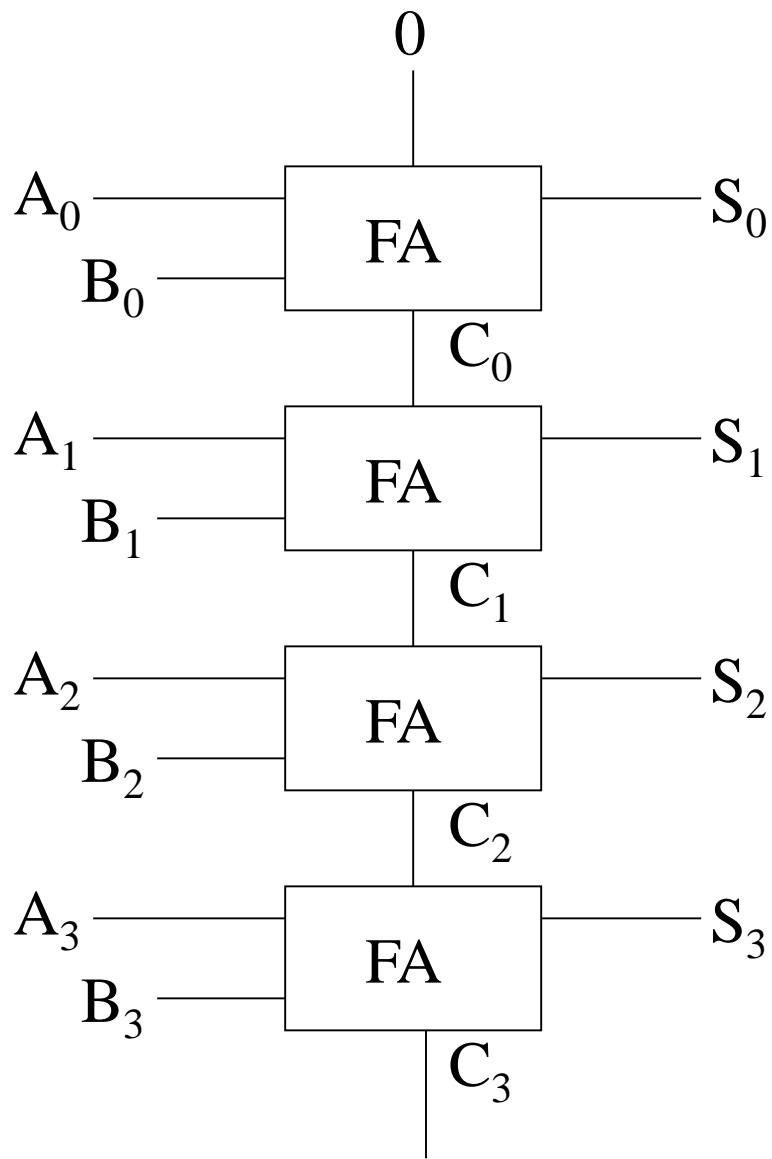 0
A₀ S₀
FA
B₀
C₀
A₁ S₁
FA
B₁
C₁
A₂ S₂
FA
B₂
C₂
A₃ S₃
FA
B₃
C₃